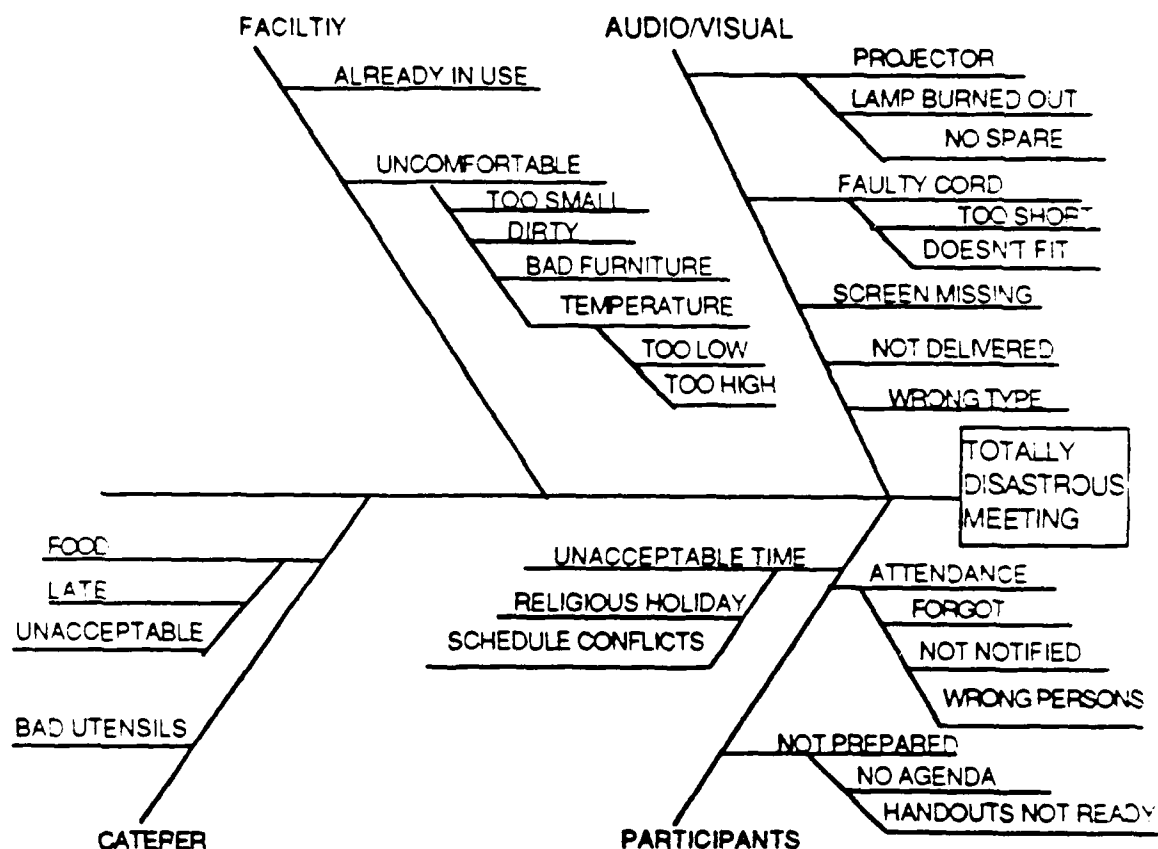 FACILTIY
ALREADY IN USE
UNCOMFORTABLE
TOO SMALL
DIRTY
BAD FURNITURE
TEMPERATURE
TOO LOW
TOO HIGH
AUDIO/VISUAL
PROJECTOR
LAMP BURNED OUT
NO SPARE
FAULTY CORD
TOO SHORT
DOESN'T FIT
SCREEN MISSING
NOT DELIVERED
WRONG TYPE
TOTALLY
DISASTROUS
MEETING
FOOD
LATE
UNACCEPTABLE
BAD UTENSILS
CATERER
UNACCEPTABLE TIME
RELIGIOUS HOLIDAY
SCHEDULE CONFLICTS
ATTENDANCE
FORGOT
NOT NOTIFIED
WRONG PERSONS
NOT PREPARED
NO AGENDA
HANDOUTS NOT READY
PARTICIPANTS